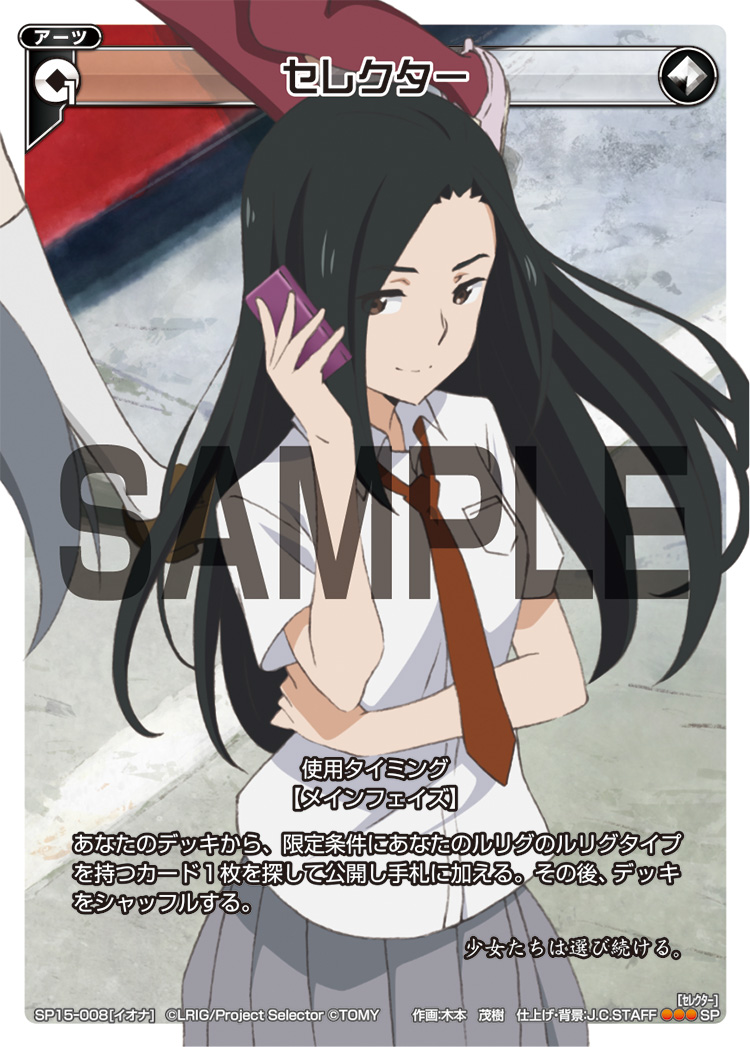 アーツ
セレクター
1
SAMPLE
使用タイミング
【メインフェイズ】
あなたのデッキから、限定条件にあなたのルリグのルリグタイプ
を持つカード1枚を探して公開し手札に加える。その後、デッキ
をシャッフルする。
少女たちは選び続ける。
[セレクター]
SP15-008[イオナ] ©LRIG/Project Selector ©TOMY 作画:木本 茂樹 仕上げ・背景:J.C.STAFF SP